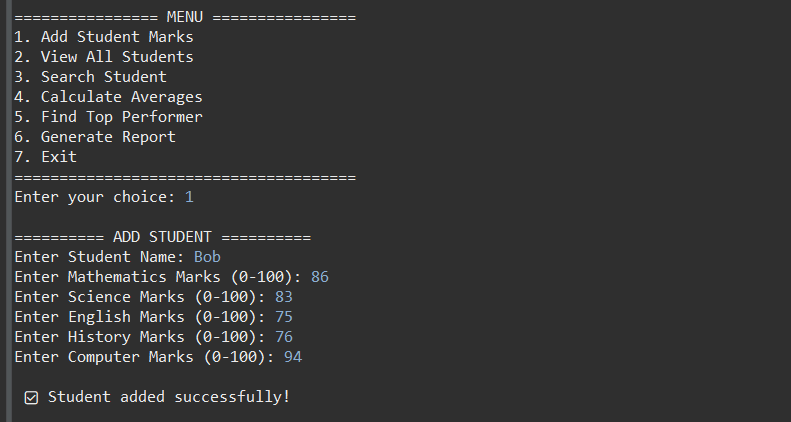 ================ MENU ================
1. Add Student Marks
2. View All Students
3. Search Student
4. Calculate Averages
5. Find Top Performer
6. Generate Report
7. Exit
======================================
Enter your choice: 1
========== ADD STUDENT ==========
Enter Student Name: Bob
Enter Mathematics Marks (0-100): 86
Enter Science Marks (0-100): 83
Enter English Marks (0-100): 75
Enter History Marks (0-100): 76
Enter Computer Marks (0-100): 94
☑ Student added successfully!